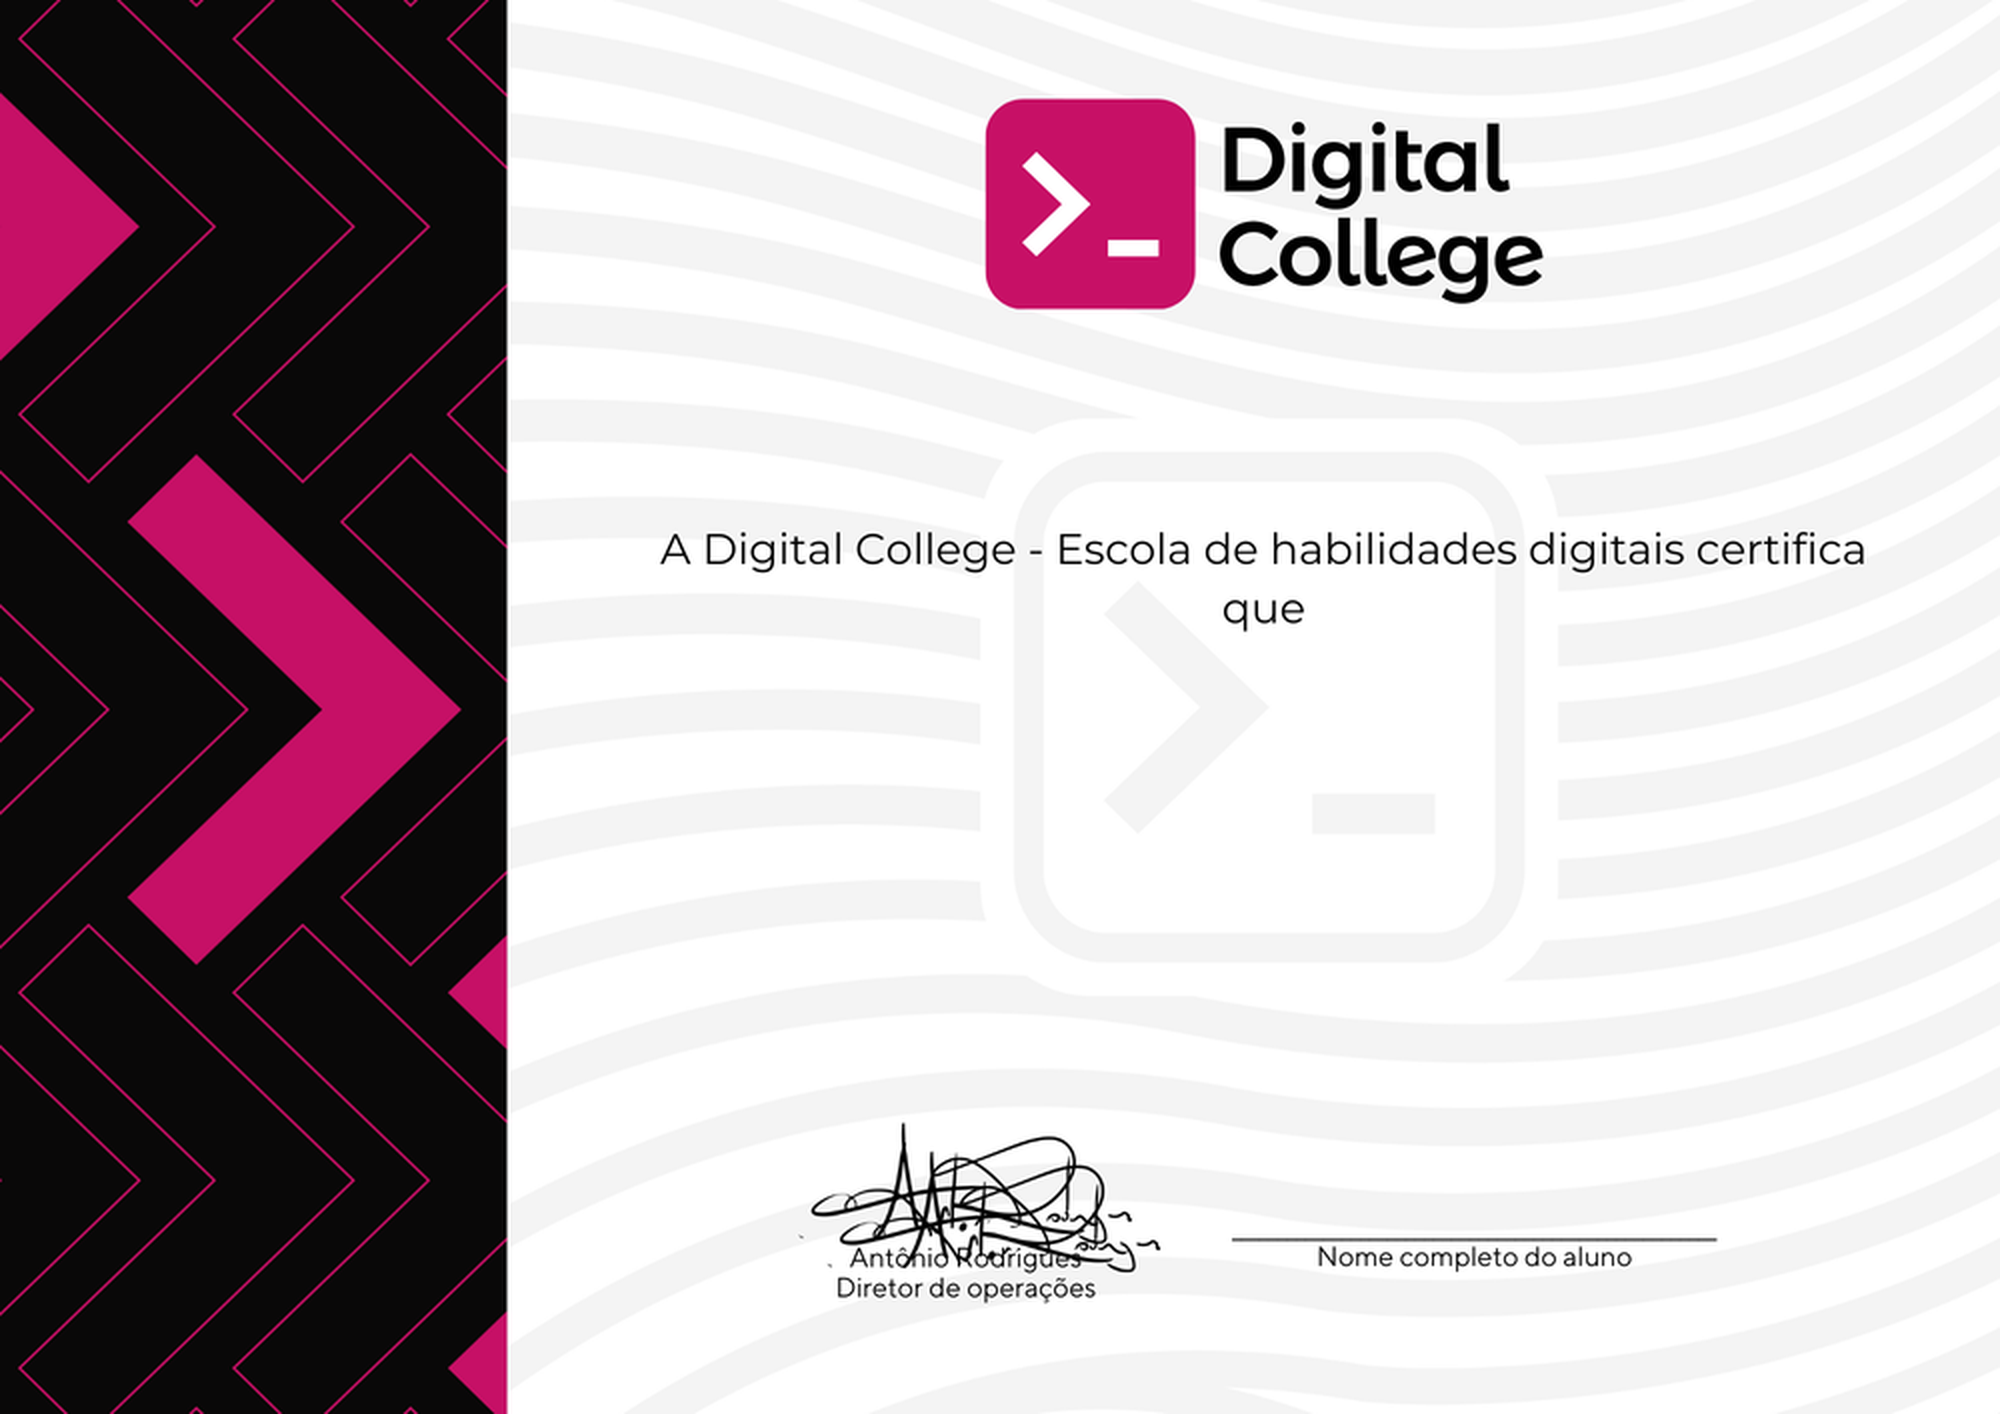 Digital
College
A Digital College - Escola de habilidades digitais certifica
que
Antônio Rodrigues
Diretor de operações
Nome completo do aluno